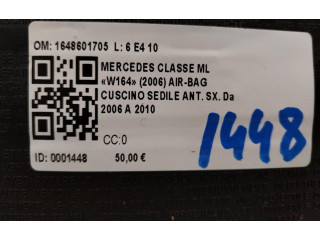 OM: 1648601705 L: 6 E4 10
MERCEDES CLASSE ML
«W164» (2006) AIR-BAG
CUSCINO SEDILE ANT. SX. Da
2006 A 2010
CC:0
ID: 0001448 50,00 €
1448